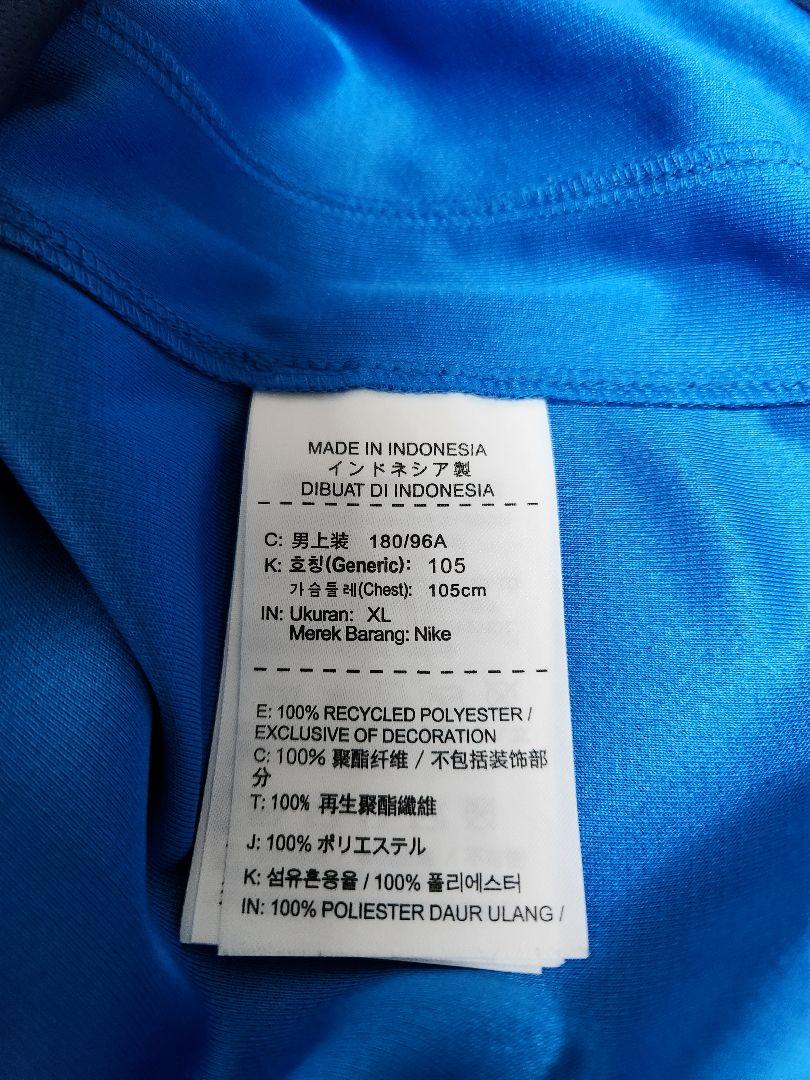 MADE IN INDONESIA
インドネシア製
DIBUAT DI INDONESIA
C: 男上装 180/96A
K: 호칭(Generic): 105
가슴둘레(Chest): 105cm
IN: Ukuran: XL
Merek Barang: Nike
E: 100% RECYCLED POLYESTER /
EXCLUSIVE OF DECORATION
C: 100% 聚酯纤维 / 不包括装饰部
分
T: 100% 再生聚酯纖維
J: 100% ポリエステル
K: 섬유혼용율 / 100% 폴리에스터
IN: 100% POLIESTER DAUR ULANG /